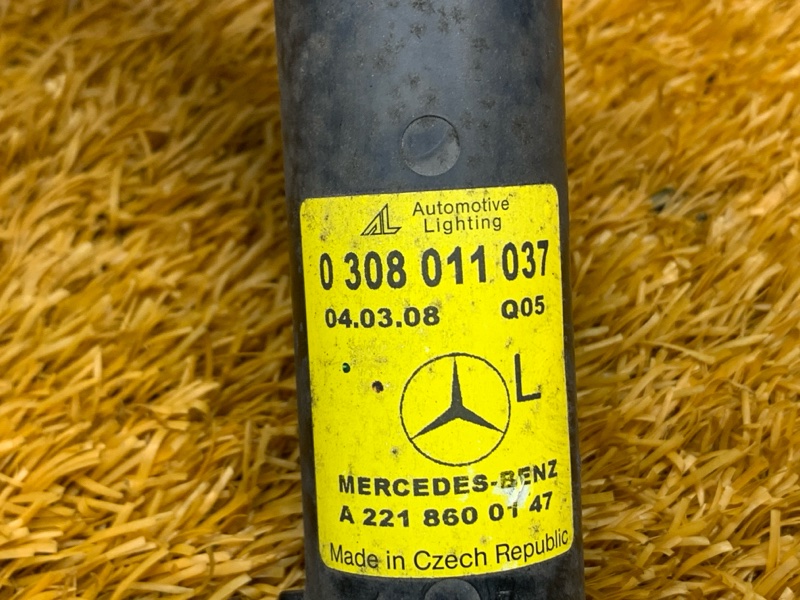 AL Automotive
Lighting
0 308 011 037
04.03.08 Q05
L
MERCEDES-BENZ
A 221 860 01 47
Made in Czech Republic